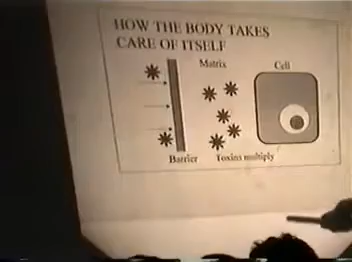 HOW THE BODY TAKES
CARE OF ITSELF
Matrix
Cell
Barrier
Toxins multiply